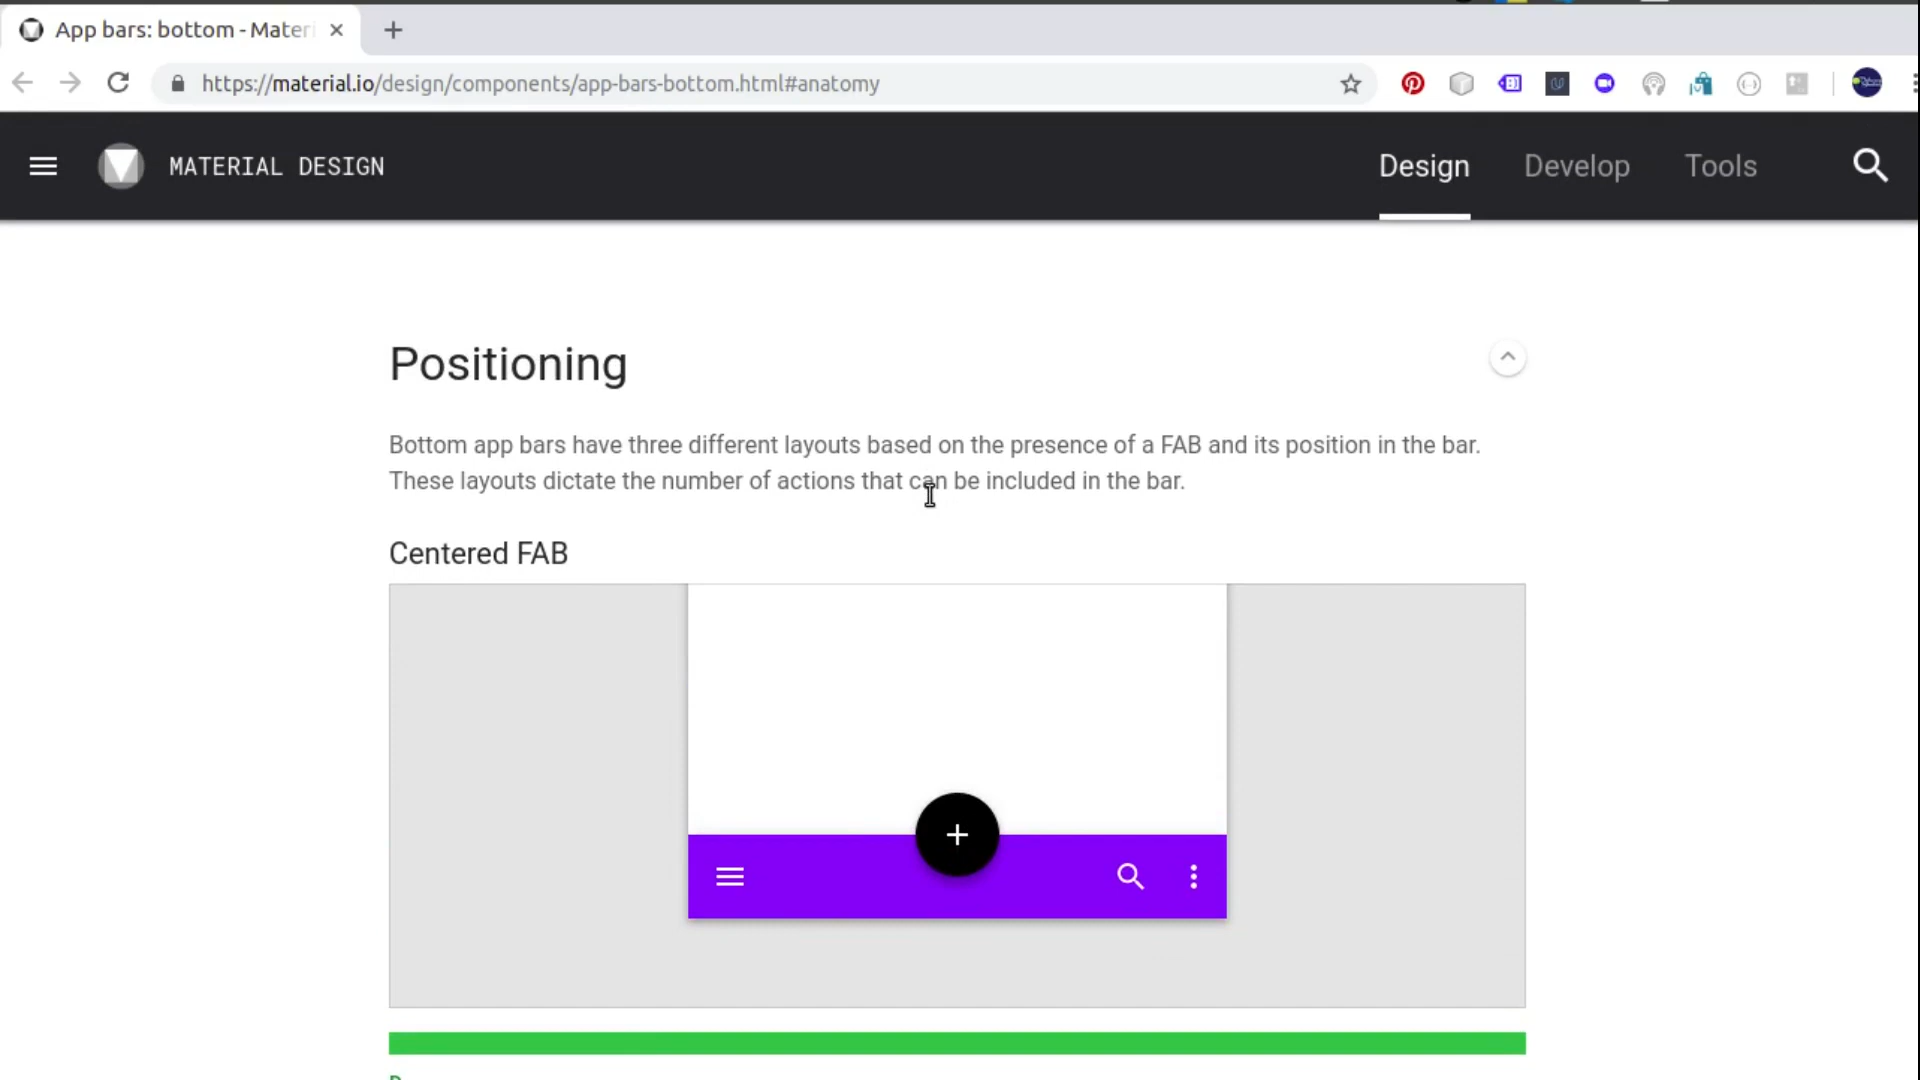 App bars: bottom - Materi
https://material.io/design/components/app-bars-bottom.html#anatomy
MATERIAL DESIGN
Design
Develop
Tools
Positioning
Bottom app bars have three different layouts based on the presence of a FAB and its position in the bar.
These layouts dictate the number of actions that can be included in the bar.
Centered FAB